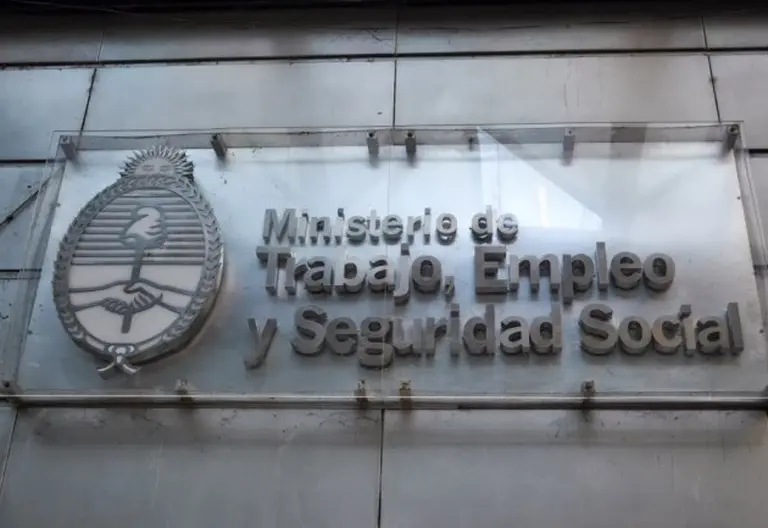 Ministerio de
Trabajo, Empleo
y Seguridad Social